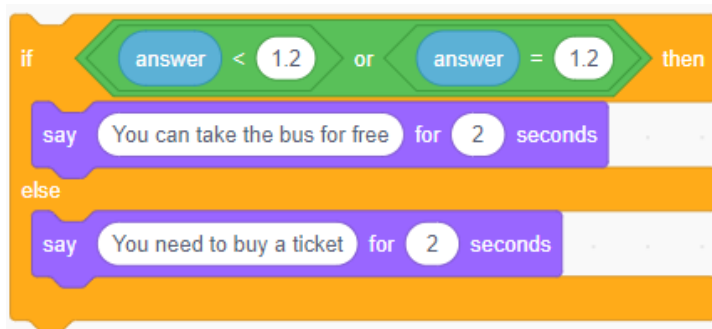 if answer < 1.2 or answer = 1.2 then
say You can take the bus for free for 2 seconds
else
say You need to buy a ticket for 2 seconds